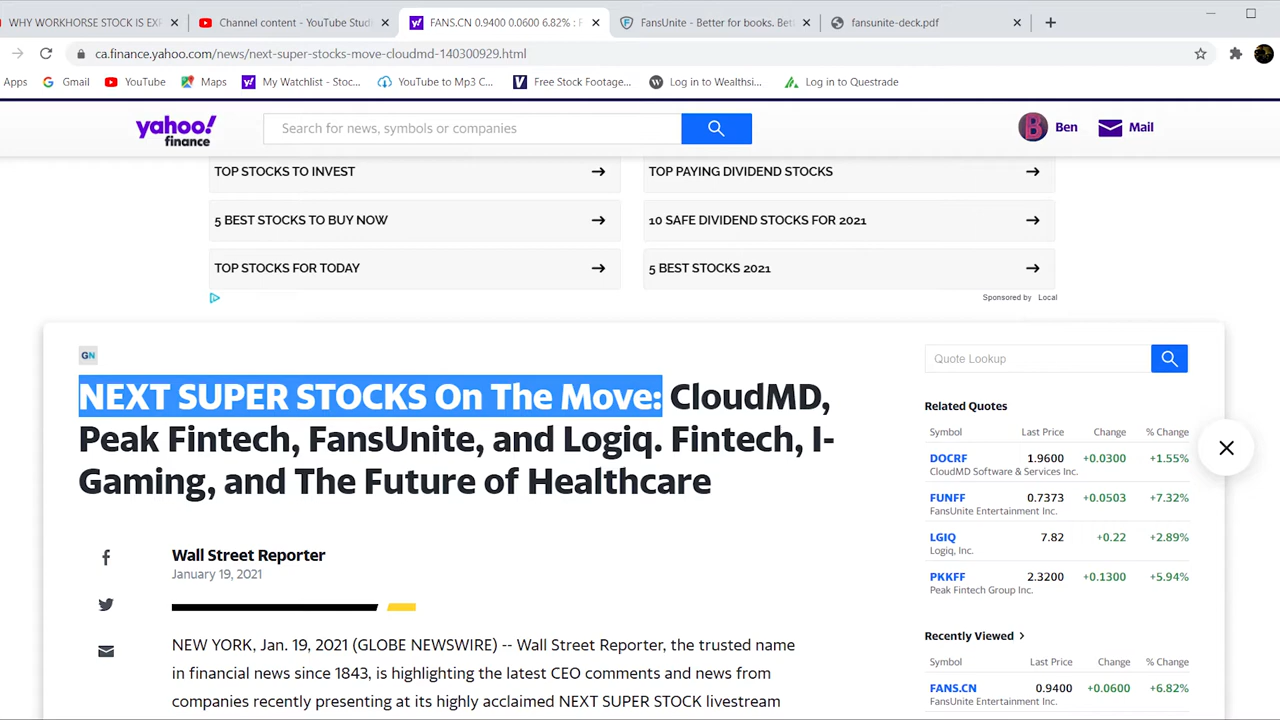 WHY WORKHORSE STOCK IS EXP
Channel content - YouTube Studi
FANS.CN 0.9400 0.0600 6.82% : F
FansUnite - Better for books. Bett
fansunite-deck.pdf
ca.finance.yahoo.com/news/next-super-stocks-move-cloudmd-140300929.html
Apps
Gmail
YouTube
Maps
My Watchlist - Stoc...
YouTube to Mp3 C...
Free Stock Footage...
Log in to Wealthsi...
Log in to Questrade
yahoo!
finance
Search for news, symbols or companies
Ben
Mail
TOP STOCKS TO INVEST
TOP PAYING DIVIDEND STOCKS
5 BEST STOCKS TO BUY NOW
10 SAFE DIVIDEND STOCKS FOR 2021
TOP STOCKS FOR TODAY
5 BEST STOCKS 2021
Sponsored by Local
GN
NEXT SUPER STOCKS On The Move: CloudMD,
Peak Fintech, FansUnite, and Logiq. Fintech, I-
Gaming, and The Future of Healthcare
Wall Street Reporter
January 19, 2021
NEW YORK, Jan. 19, 2021 (GLOBE NEWSWIRE) -- Wall Street Reporter, the trusted name
in financial news since 1843, is highlighting the latest CEO comments and news from
companies recently presenting at its highly acclaimed NEXT SUPER STOCK livestream
Quote Lookup
Related Quotes
Symbol Last Price Change % Change
DOCRF 1.9600 +0.0300 +1.55%
CloudMD Software & Services Inc.
FUNFF 0.7373 +0.0503 +7.32%
FansUnite Entertainment Inc.
LGIQ 7.82 +0.22 +2.89%
Logiq, Inc.
PKKFF 2.3200 +0.1300 +5.94%
Peak Fintech Group Inc.
Recently Viewed
Symbol Last Price Change % Change
FANS.CN 0.9400 +0.0600 +6.82%
FansUnite Entertainment Inc.